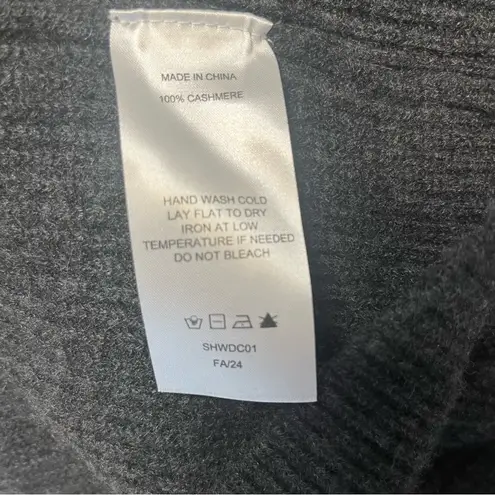 MADE IN CHINA
100% CASHMERE
HAND WASH COLD
LAY FLAT TO DRY
IRON AT LOW
TEMPERATURE IF NEEDED
DO NOT BLEACH
SHWDC01
FA/24